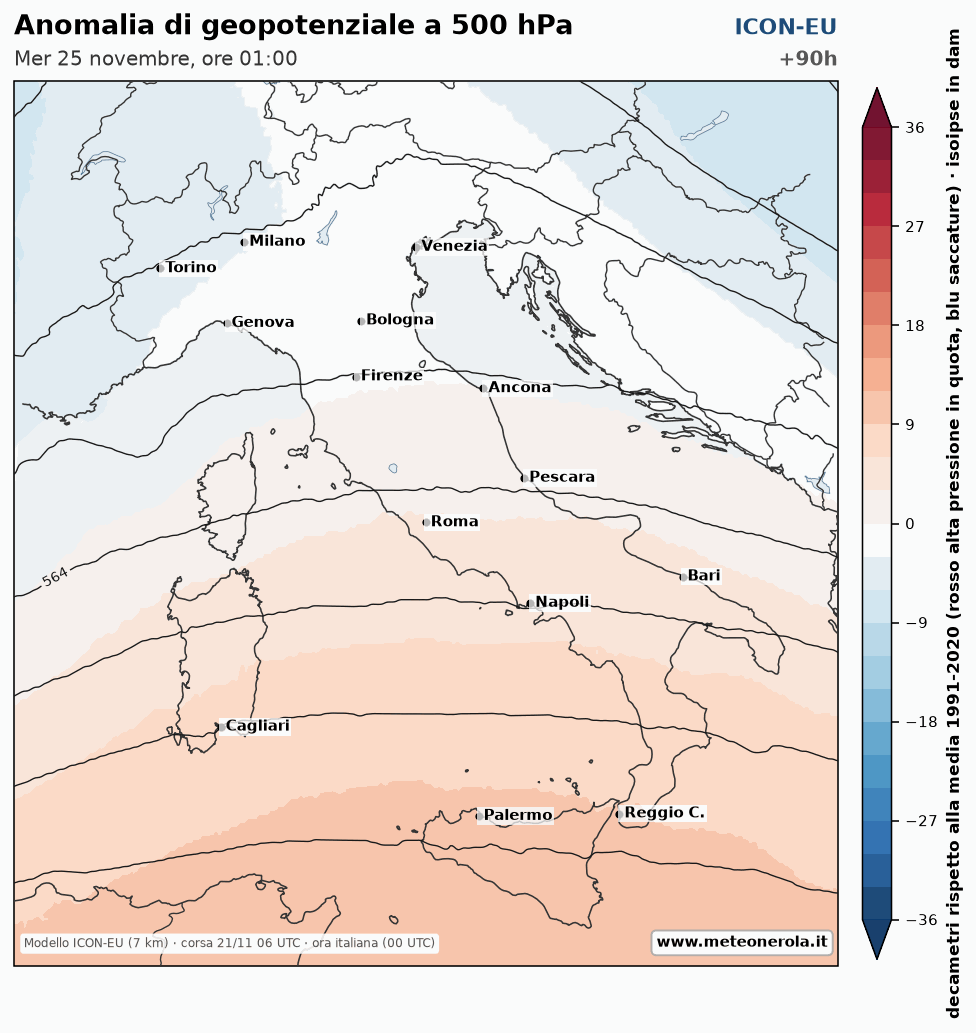 Anomalia di geopotenziale a 500 hPa
ICON-EU
Mer 25 novembre, ore 01:00
+90h
Milano
Venezia
Torino
Genova
Bologna
Firenze
Ancona
Pescara
Roma
564
Bari
Napoli
Cagliari
Palermo
Reggio C.
Modello ICON-EU (7 km) · corsa 21/11 06 UTC · ora italiana (00 UTC)
www.meteonerola.it
36
27
18
9
0
−9
−18
−27
−36
decametri rispetto alla media 1991-2020 (rosso alta pressione in quota, blu saccature) · isoipse in dam